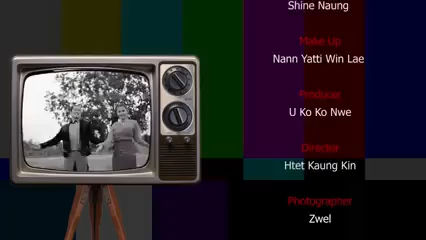 Shine Naung
Make Up
Nann Yatti Win Lae
Producer
U Ko Ko Nwe
Director
Htet Kaung Kin
Photographer
Zwel